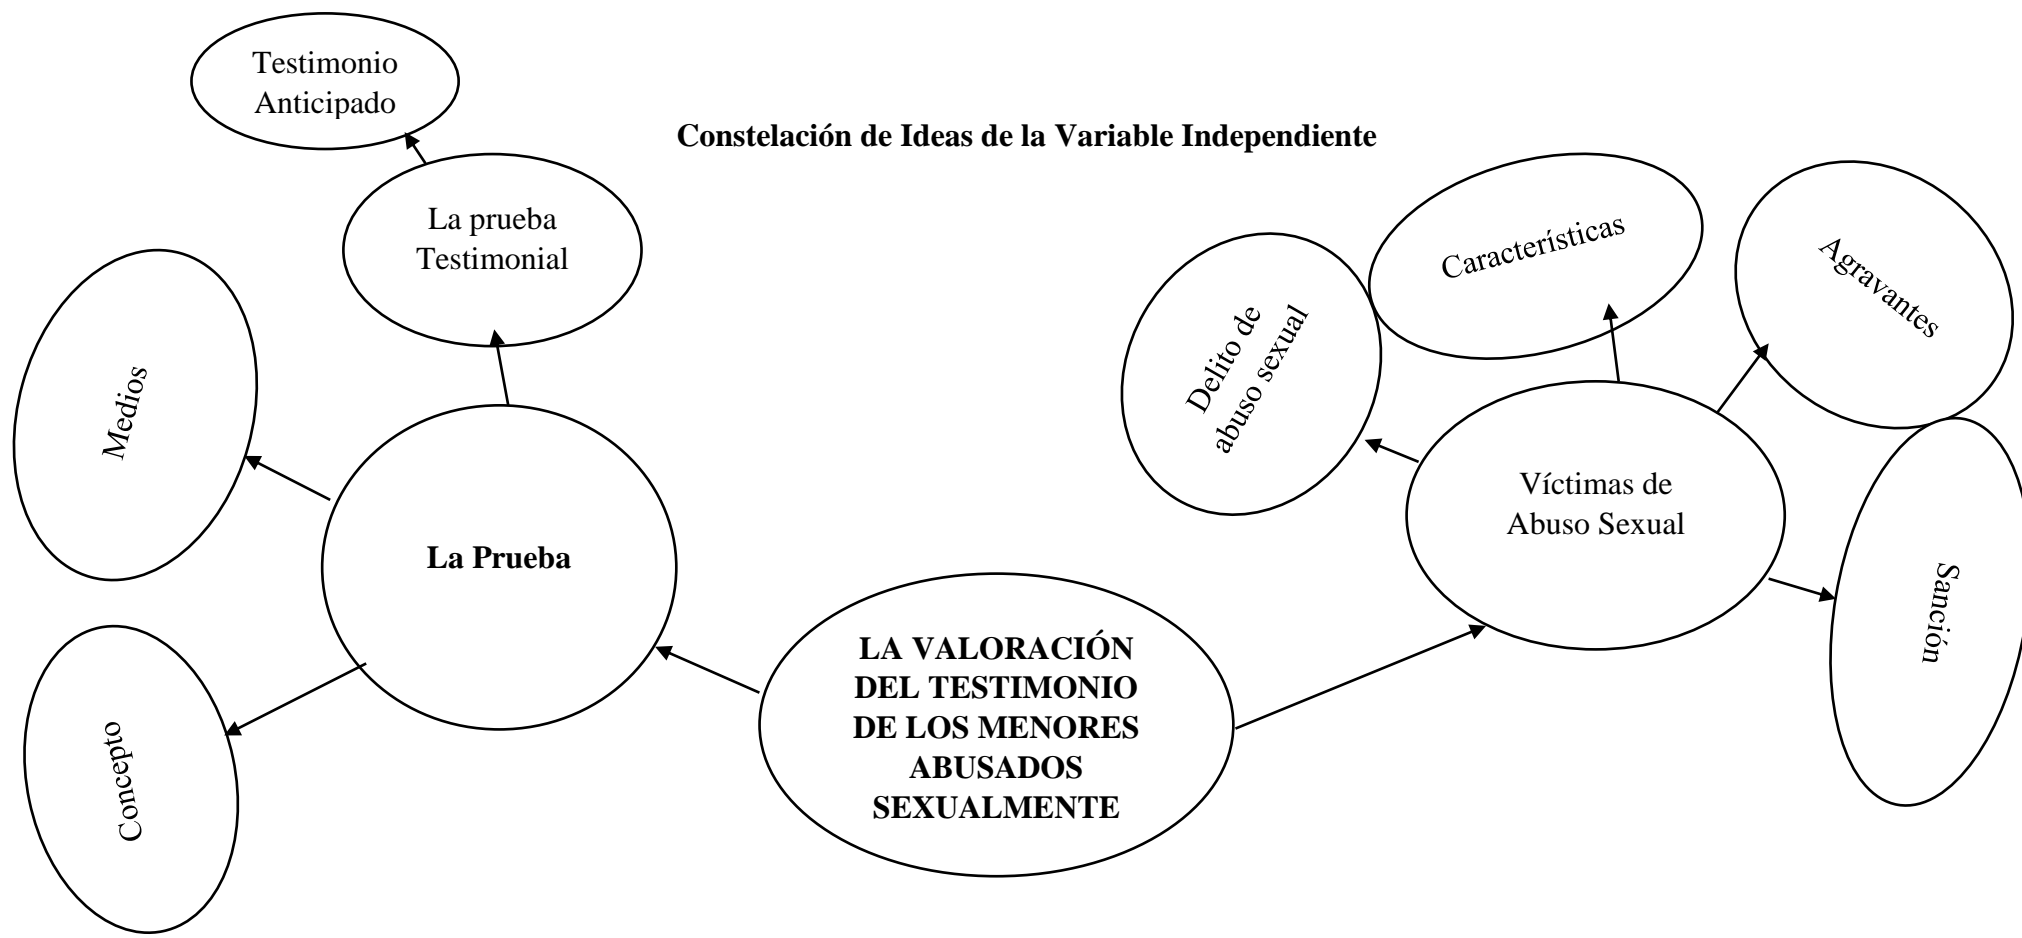 Testimonio
Anticipado
Constelación de Ideas de la Variable Independiente
La prueba
Testimonial
Características
Agravantes
Delito de
abuso sexual
Medios
Víctimas de
Abuso Sexual
La Prueba
Sanción
LA VALORACIÓN
DEL TESTIMONIO
DE LOS MENORES
ABUSADOS
SEXUALMENTE
Concepto